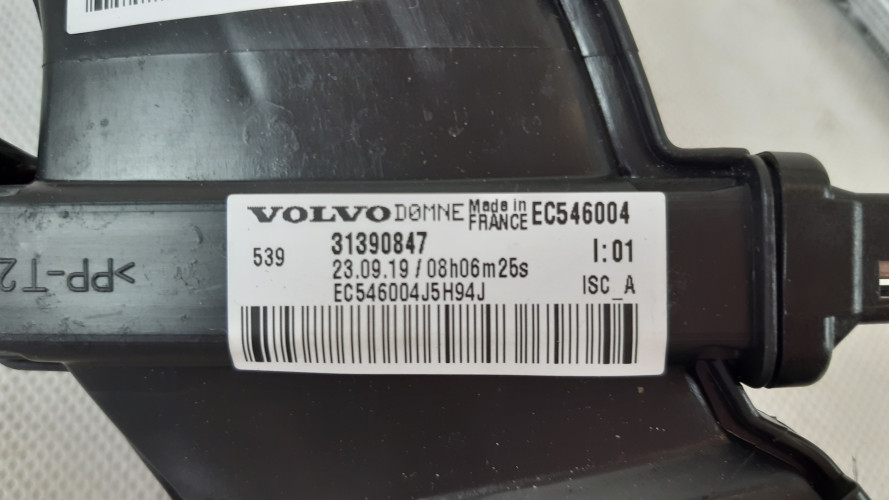 VOLVO DØMNE Made in FRANCE EC546004
539 31390847 I:01
23.09.19 / 08h06m25s
EC546004J5H94J ISC_A
>PP-T2